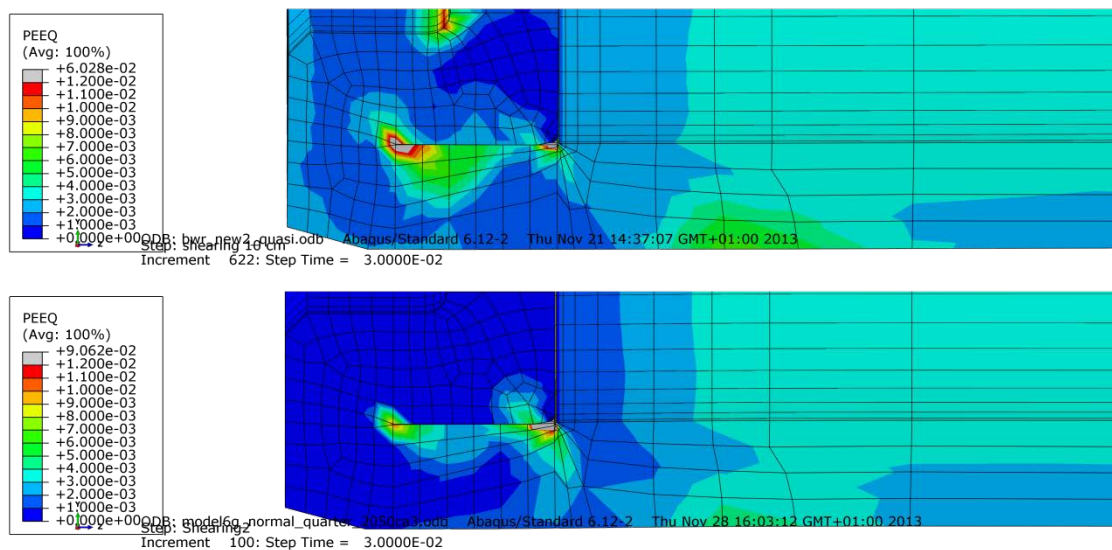 PEEQ
(Avg: 100%)
+6.028e-02
+1.200e-02
+1.100e-02
+1.000e-02
+9.000e-03
+8.000e-03
+7.000e-03
+6.000e-03
+5.000e-03
+4.000e-03
+3.000e-03
+2.000e-03
+1.000e-03
+0.000e+00
Y
Z
ODB: bwr_new2_quasi.odb Abaqus/Standard 6.12-2 Thu Nov 21 14:37:07 GMT+01:00 2013
Step: Shearing 10 cm
Increment 622: Step Time = 3.0000E-02
PEEQ
(Avg: 100%)
+9.062e-02
+1.200e-02
+1.100e-02
+1.000e-02
+9.000e-03
+8.000e-03
+7.000e-03
+6.000e-03
+5.000e-03
+4.000e-03
+3.000e-03
+2.000e-03
+1.000e-03
+0.000e+00
Y
Z
ODB: model6g_normal_quarter_2050ca3.odb Abaqus/Standard 6.12-2 Thu Nov 28 16:03:12 GMT+01:00 2013
Step: Shearing2
Increment 100: Step Time = 3.0000E-02